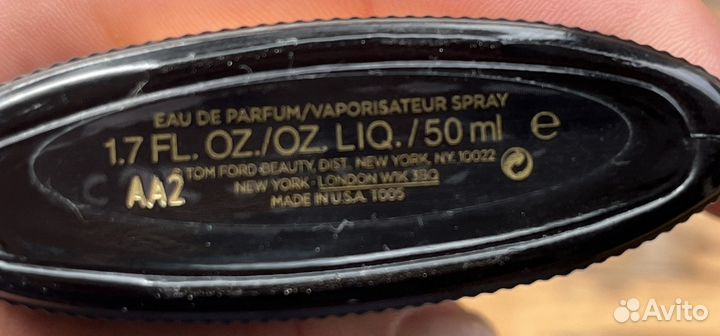 EAU DE PARFUM/VAPORISATEUR SPRAY
1.7 FL. OZ./OZ. LIQ./50 ml e
TOM FORD BEAUTY, DIST. NEW YORK, NY. 10022
AA2
NEW YORK · LONDON W1K 3BQ
MADE IN U.S.A. 1005
Avito